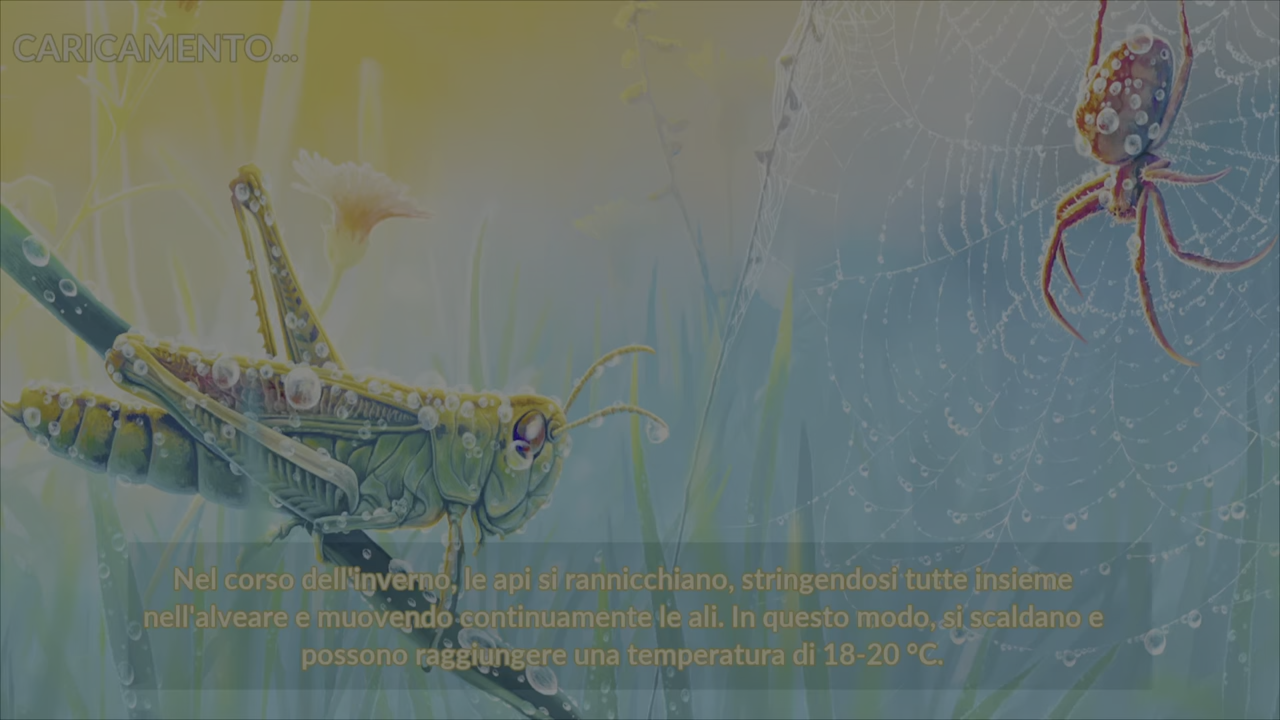 CARICAMENTO...
Nel corso dell'inverno, le api si rannicchiano, stringendosi tutte insieme
nell'alveare e muovendo continuamente le ali. In questo modo, si scaldano e
possono raggiungere una temperatura di 18-20 °C.